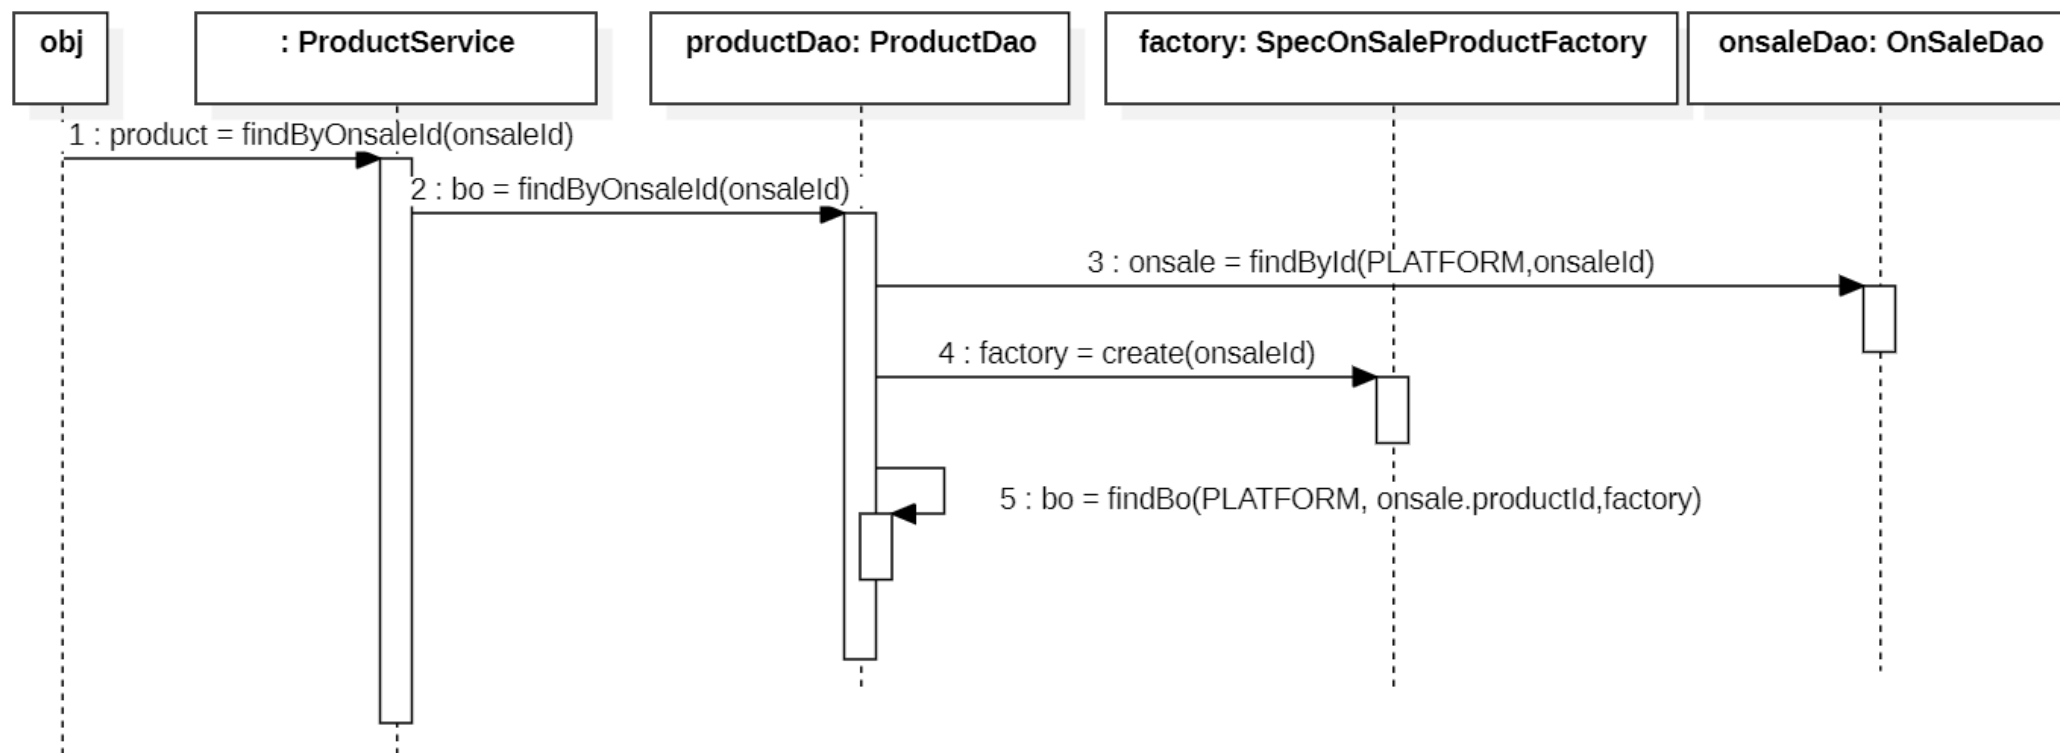 obj
: ProductService
productDao: ProductDao
factory: SpecOnSaleProductFactory
onsaleDao: OnSaleDao
1 : product = findByOnsaleId(onsaleId)
2 : bo = findByOnsaleId(onsaleId)
3 : onsale = findById(PLATFORM,onsaleId)
4 : factory = create(onsaleId)
5 : bo = findBo(PLATFORM, onsale.productId,factory)